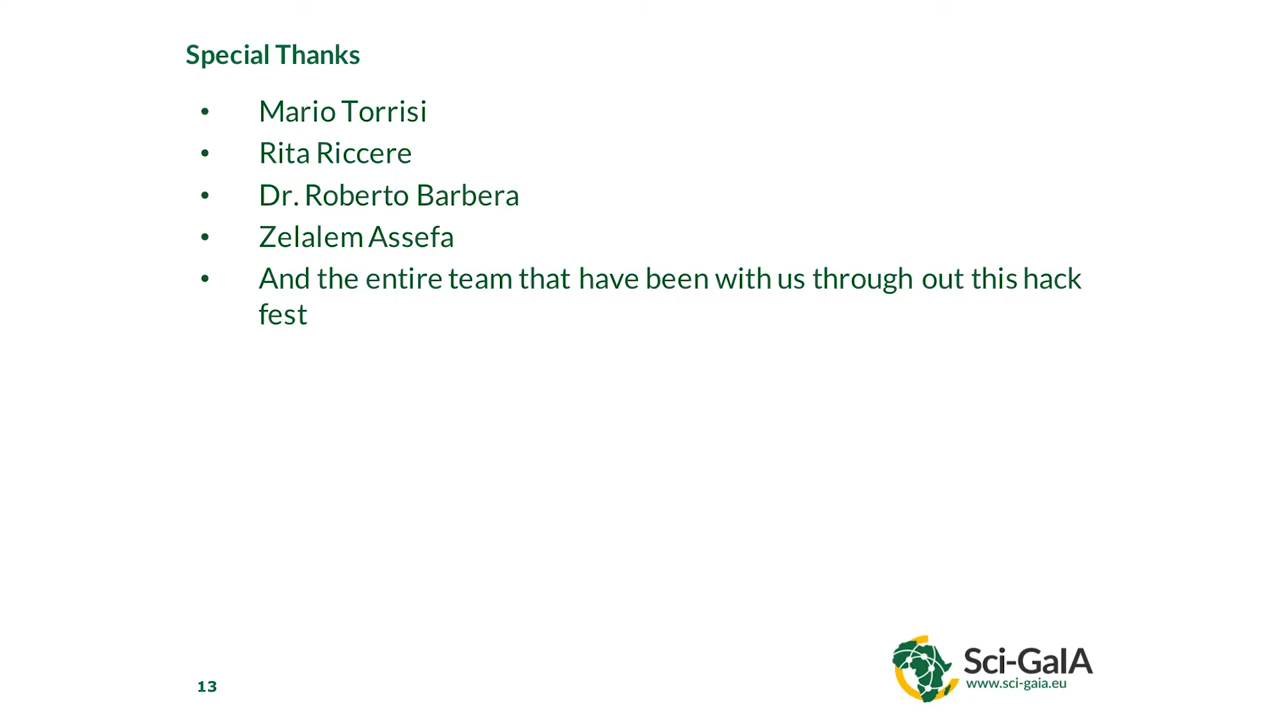 Special Thanks
• Mario Torrisi
• Rita Riccere
• Dr. Roberto Barbera
• Zelalem Assefa
• And the entire team that have been with us through out this hack
fest
13
Sci-GaIA
www.sci-gaia.eu